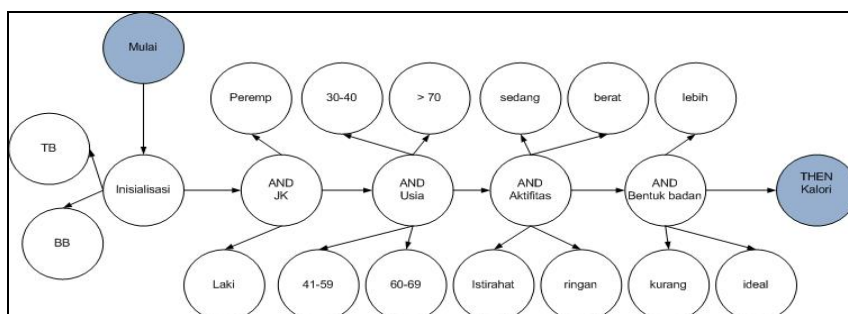 Mulai
Peremp
30-40
> 70
sedang
berat
lebih
TB
Inisialisasi
AND
JK
AND
Usia
AND
Aktifitas
AND
Bentuk badan
THEN
Kalori
BB
Laki
41-59
60-69
Istirahat
ringan
kurang
ideal